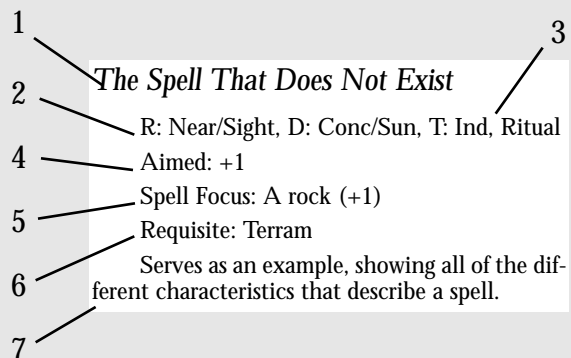 1
3
The Spell That Does Not Exist
2
R: Near/Sight, D: Conc/Sun, T: Ind, Ritual
4
Aimed: +1
5
Spell Focus: A rock (+1)
Requisite: Terram
6
Serves as an example, showing all of the dif-
ferent characteristics that describe a spell.
7